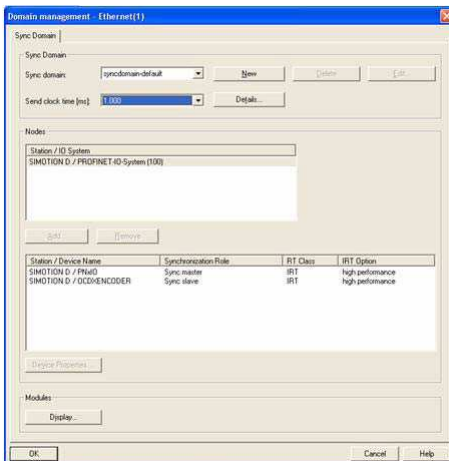 Domain management - Ethernet(1)
Sync Domain
Sync Domain
Sync domain: syncdomain-default New Delete Edit...
Send clock time [ms]: 1.000 Details...
Nodes
Station / IO System
SIMOTION D / PROFINET-IO-System (100)
Add Remove
Station / Device Name Synchronization Role RT Class IRT Option
SIMOTION D / PNxIO Sync master IRT high performance
SIMOTION D / OCDXENCODER Sync slave IRT high performance
Device Properties...
Modules
Display...
OK Cancel Help